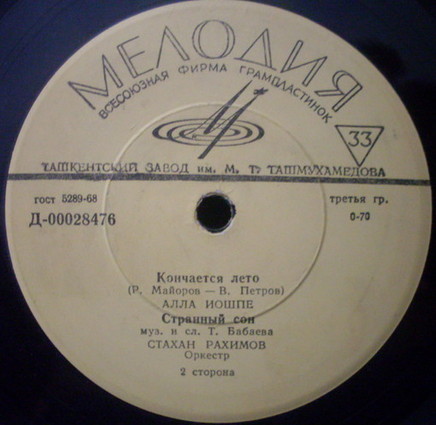 МЕЛОДИЯ
ВСЕСОЮЗНАЯ ФИРМА ГРАМПЛАСТИНОК
33
ТАШКЕНТСКИЙ ЗАВОД им. М. Т. ТАШМУХАМЕДОВА
гост 5289-68
третья гр.
Д-00028476
0-70
Кончается лето
(Р. Майоров — В. Петров)
АЛЛА ИОШПЕ
Странный сон
муз. и сл. Т. Бабаева
СТАХАН РАХИМОВ
Оркестр
2 сторона